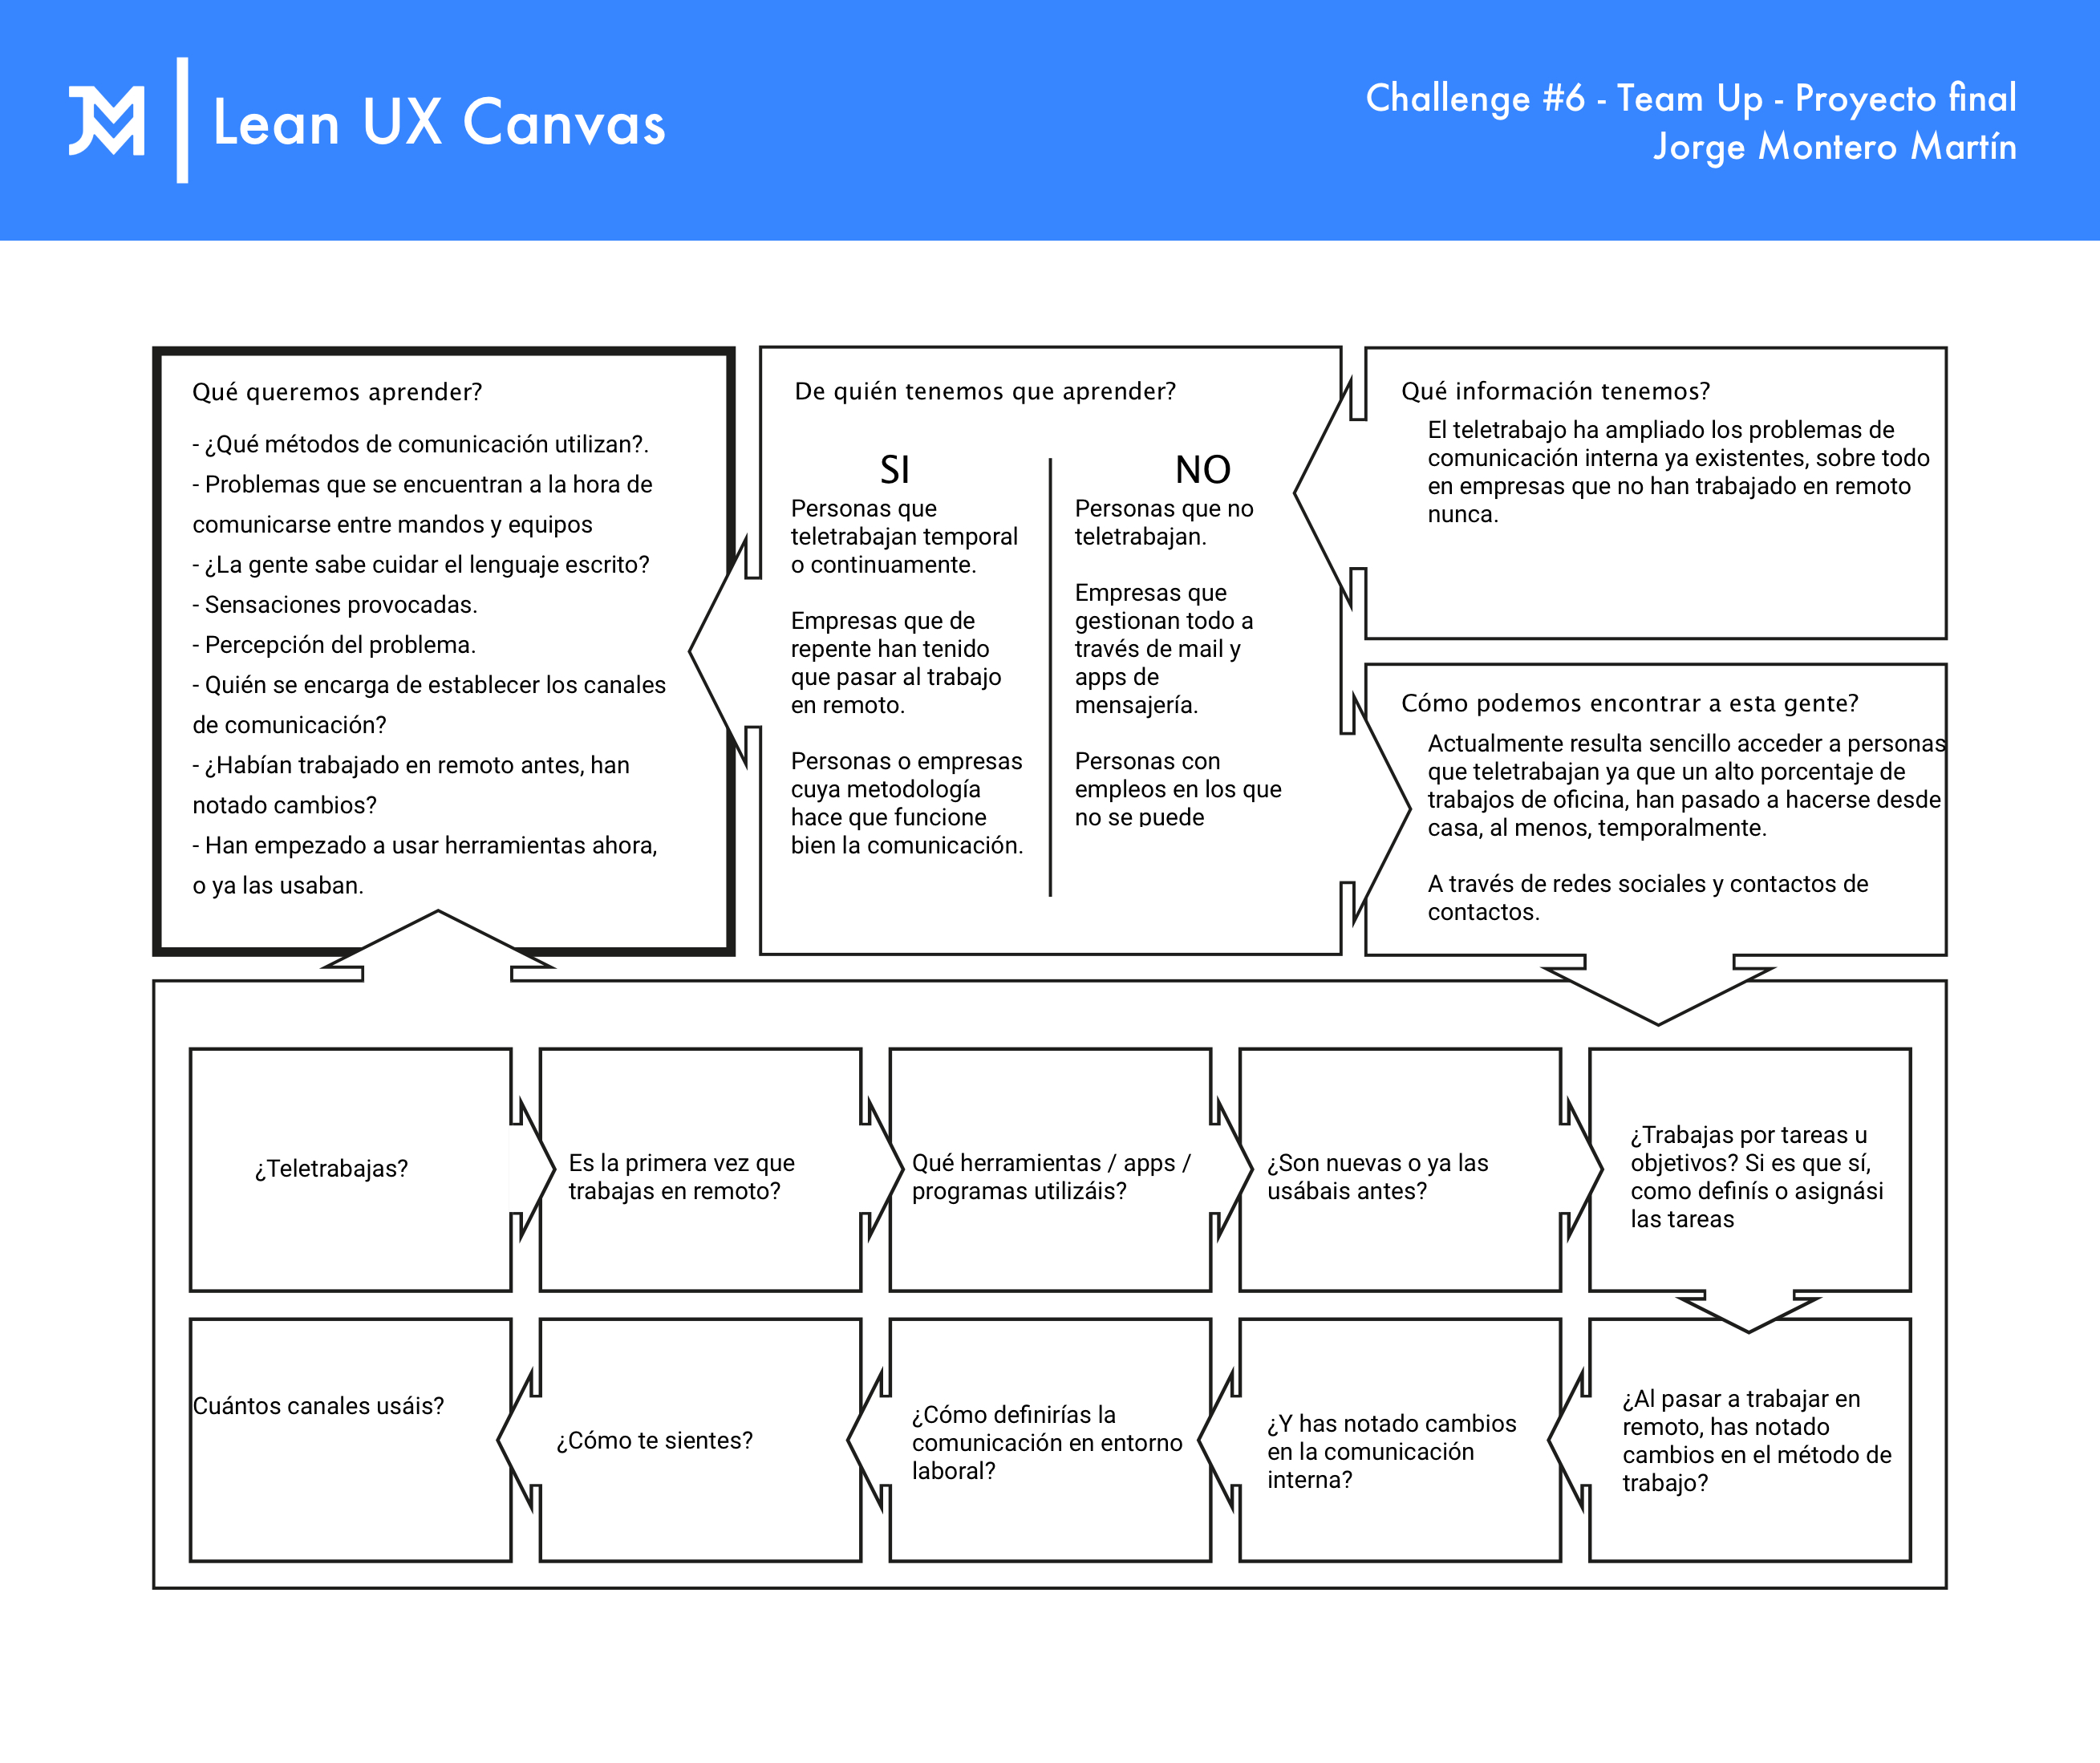 JM
Lean UX Canvas
Challenge #6 - Team Up - Proyecto final
Jorge Montero Martín
Qué queremos aprender?
- ¿Qué métodos de comunicación utilizan?.
- Problemas que se encuentran a la hora de
comunicarse entre mandos y equipos
- ¿La gente sabe cuidar el lenguaje escrito?
- Sensaciones provocadas.
- Percepción del problema.
- Quién se encarga de establecer los canales
de comunicación?
- ¿Habían trabajado en remoto antes, han
notado cambios?
- Han empezado a usar herramientas ahora,
o ya las usaban.
De quién tenemos que aprender?
SI
Personas que
teletrabajan temporal
o continuamente.
Empresas que de
repente han tenido
que pasar al trabajo
en remoto.
Personas o empresas
cuya metodología
hace que funcione
bien la comunicación.
NO
Personas que no
teletrabajan.
Empresas que
gestionan todo a
través de mail y
apps de
mensajería.
Personas con
empleos en los que
no se puede
Qué información tenemos?
El teletrabajo ha ampliado los problemas de
comunicación interna ya existentes, sobre todo
en empresas que no han trabajado en remoto
nunca.
Cómo podemos encontrar a esta gente?
Actualmente resulta sencillo acceder a personas
que teletrabajan ya que un alto porcentaje de
trabajos de oficina, han pasado a hacerse desde
casa, al menos, temporalmente.
A través de redes sociales y contactos de
contactos.
¿Teletrabajas?
Es la primera vez que
trabajas en remoto?
Qué herramientas / apps /
programas utilizáis?
¿Son nuevas o ya las
usábais antes?
¿Trabajas por tareas u
objetivos? Si es que sí,
como definís o asignási
las tareas
¿Al pasar a trabajar en
remoto, has notado
cambios en el método de
trabajo?
¿Y has notado cambios
en la comunicación
interna?
¿Cómo definirías la
comunicación en entorno
laboral?
¿Cómo te sientes?
Cuántos canales usáis?